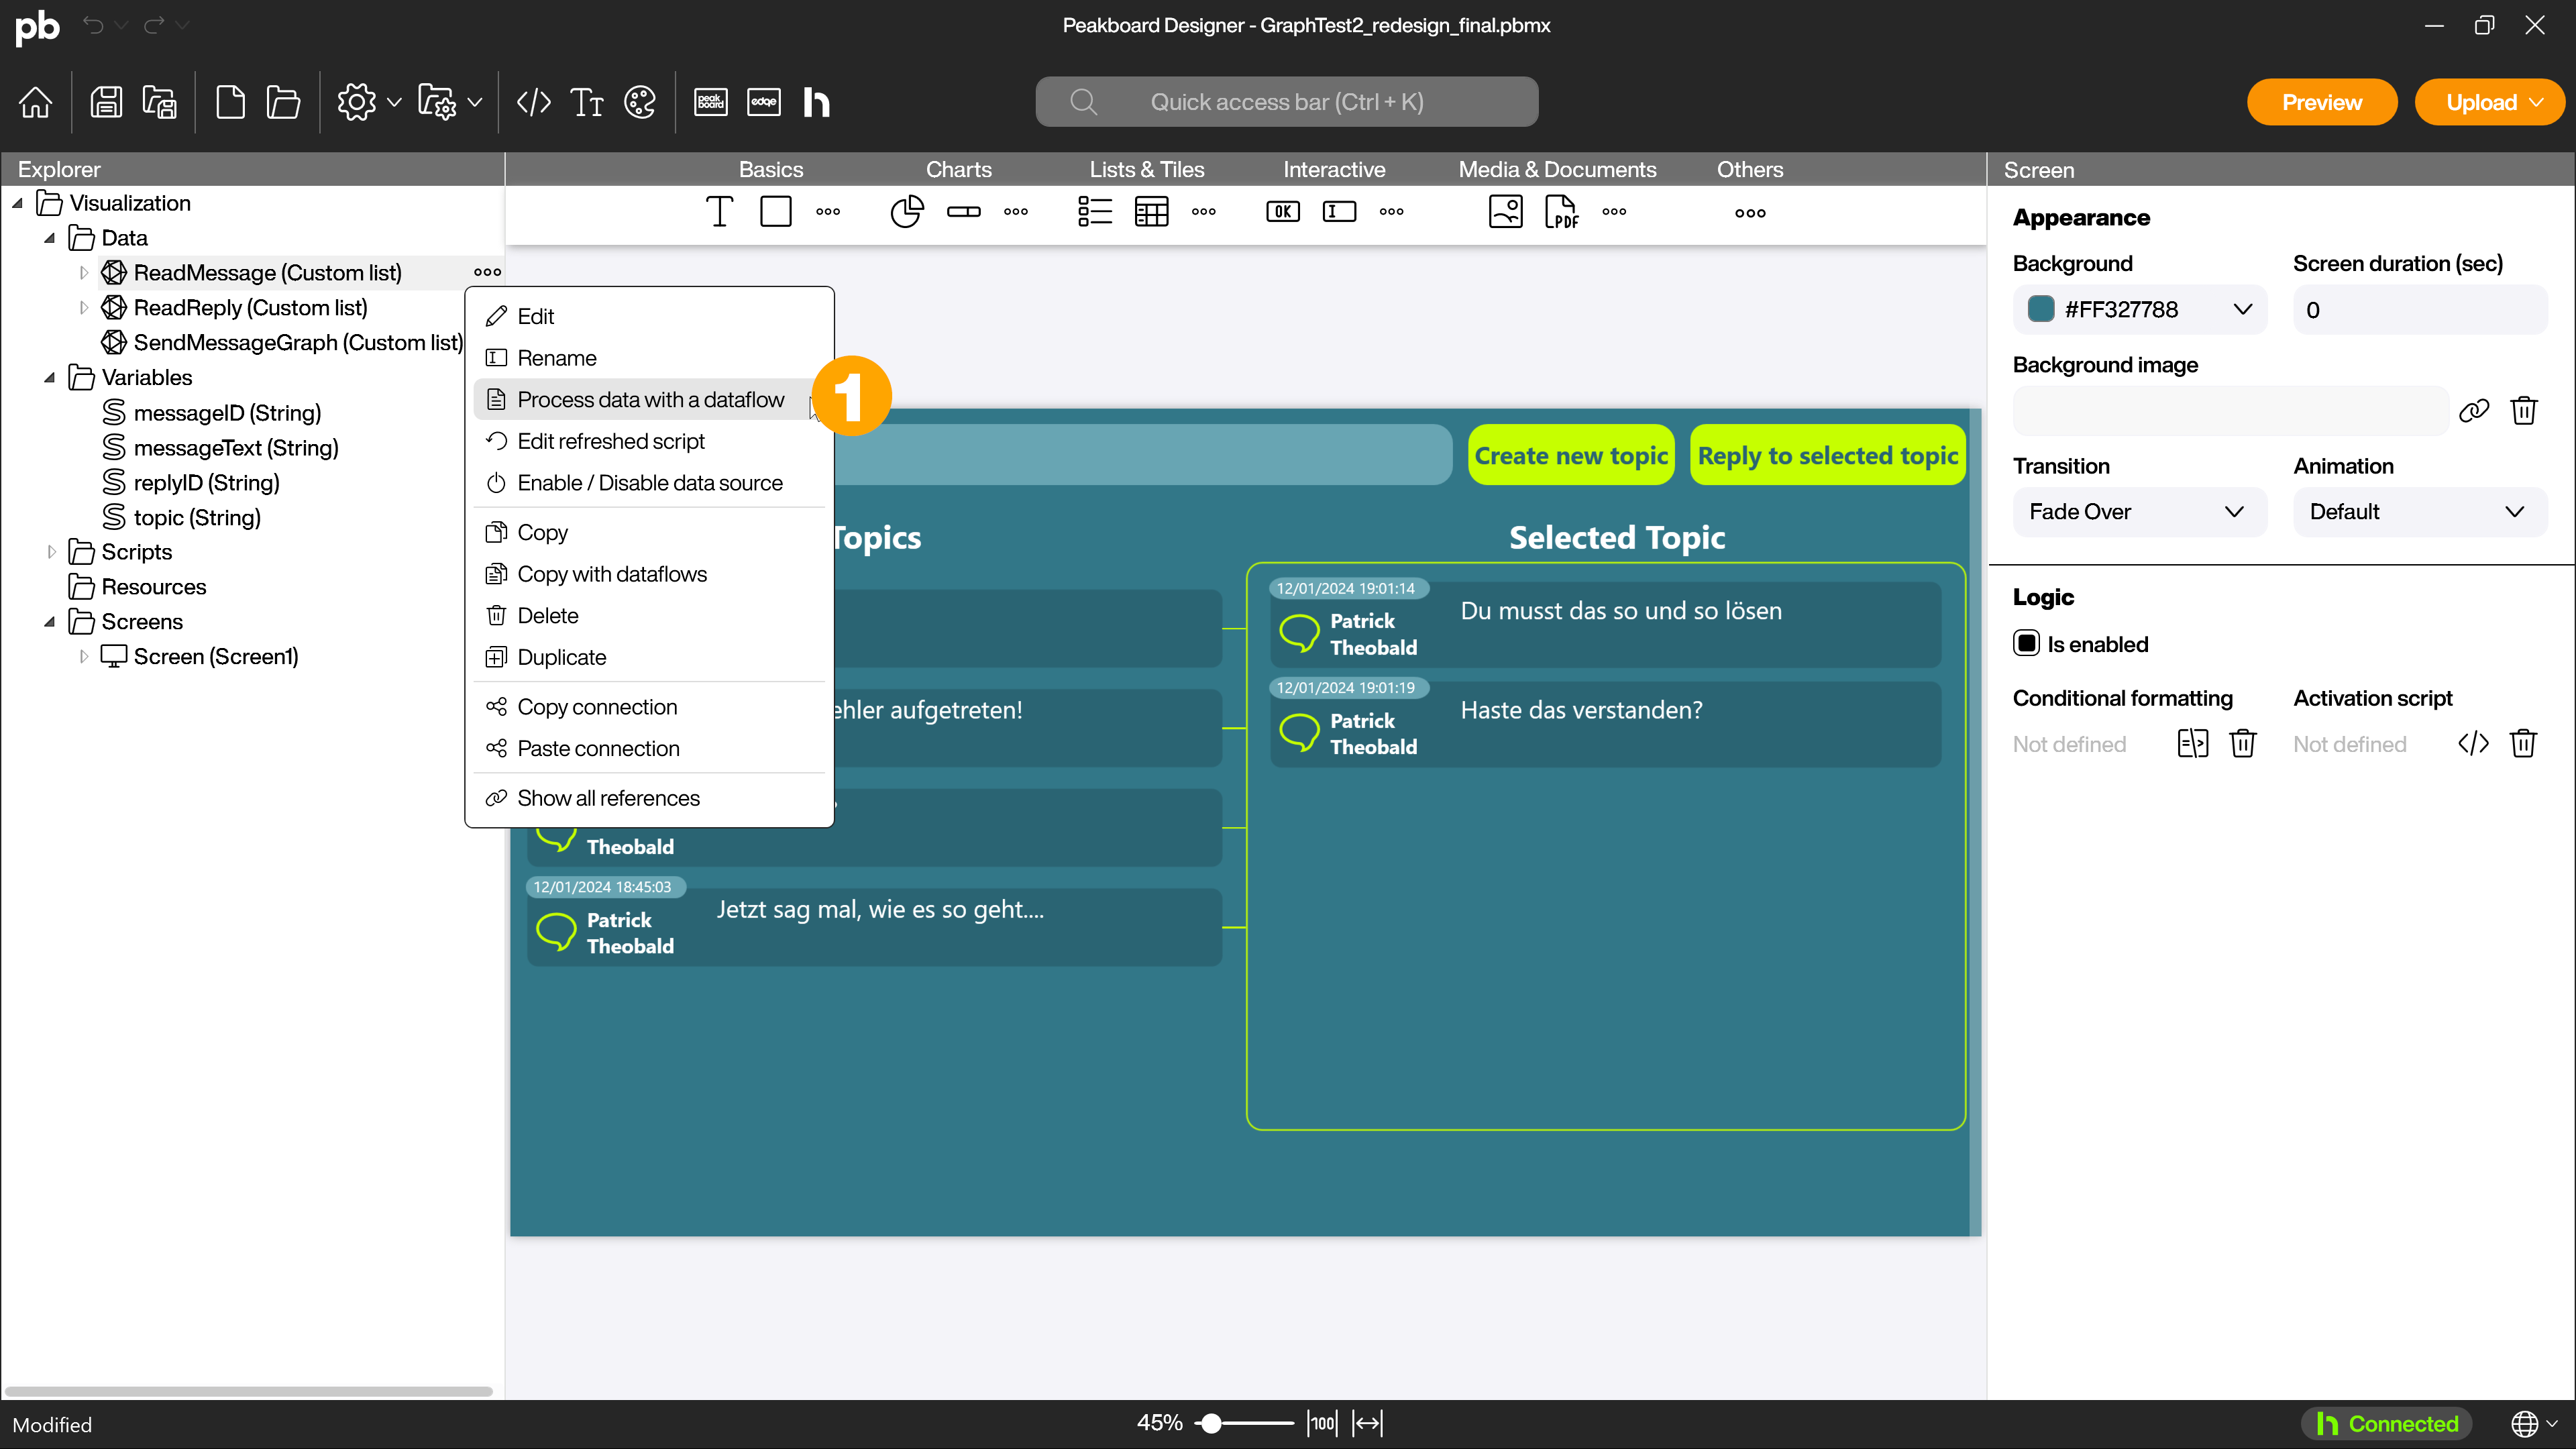 pb
Peakboard Designer - GraphTest2_redesign_final.pbmx
peak board
edge
h
Quick access bar (Ctrl + K)
Preview
Upload
Explorer
Basics
Charts
Lists & Tiles
Interactive
Media & Documents
Others
Screen
OK
PDF
Visualization
Data
ReadMessage (Custom list)
ReadReply (Custom list)
SendMessageGraph (Custom list)
Variables
messageID (String)
messageText (String)
replyID (String)
topic (String)
Scripts
Resources
Screens
Screen (Screen1)
Edit
Rename
Process data with a dataflow
1
Edit refreshed script
Enable / Disable data source
Copy
Copy with dataflows
Delete
Duplicate
Copy connection
Paste connection
Show all references
Create new topic
Reply to selected topic
Topics
Selected Topic
12/01/2024 19:01:14
Patrick
Theobald
Du musst das so und so lösen
12/01/2024 19:01:19
Patrick
Theobald
Haste das verstanden?
ehler aufgetreten!
Theobald
12/01/2024 18:45:03
Patrick
Theobald
Jetzt sag mal, wie es so geht....
Appearance
Background
Screen duration (sec)
#FF327788
0
Background image
Transition
Animation
Fade Over
Default
Logic
Is enabled
Conditional formatting
Activation script
Not defined
Not defined
Modified
45%
100
h Connected